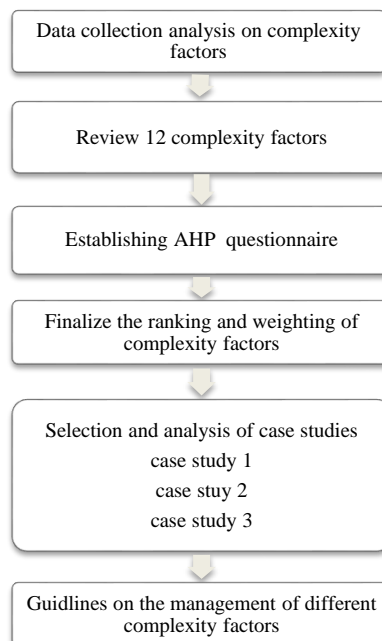 Data collection analysis on complexity
factors
Review 12 complexity factors
Establishing AHP questionnaire
Finalize the ranking and weighting of
complexity factors
Selection and analysis of case studies
case study 1
case stuy 2
case study 3
Guidlines on the management of different
complexity factors